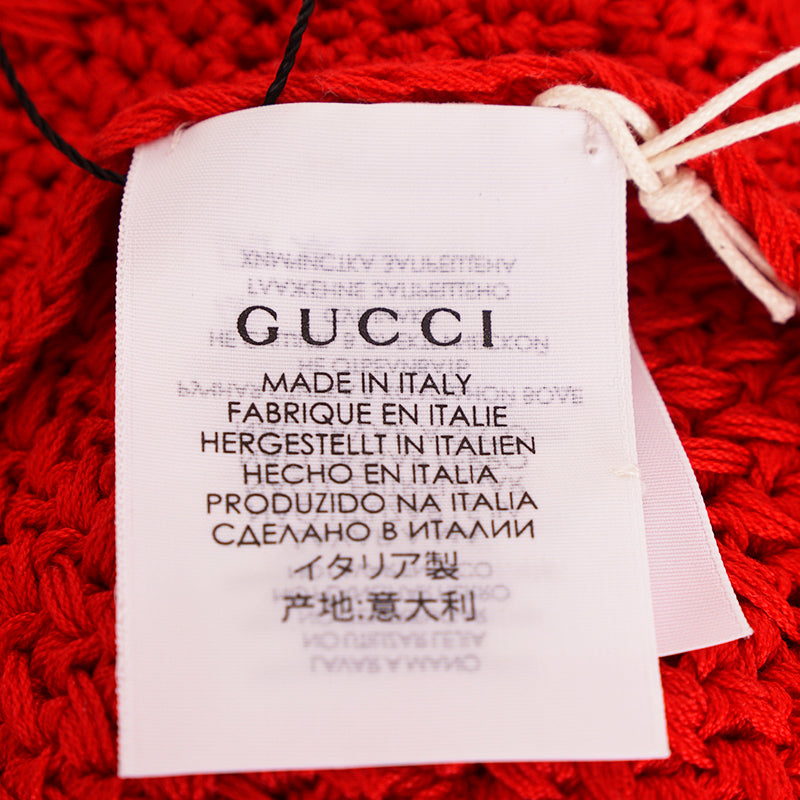 GUCCI
MADE IN ITALY
FABRIQUE EN ITALIE
HERGESTELLT IN ITALIEN
HECHO EN ITALIA
PRODUZIDO NA ITALIA
СДЕЛАНО В ИТАЛИИ
イタリア製
产地:意大利